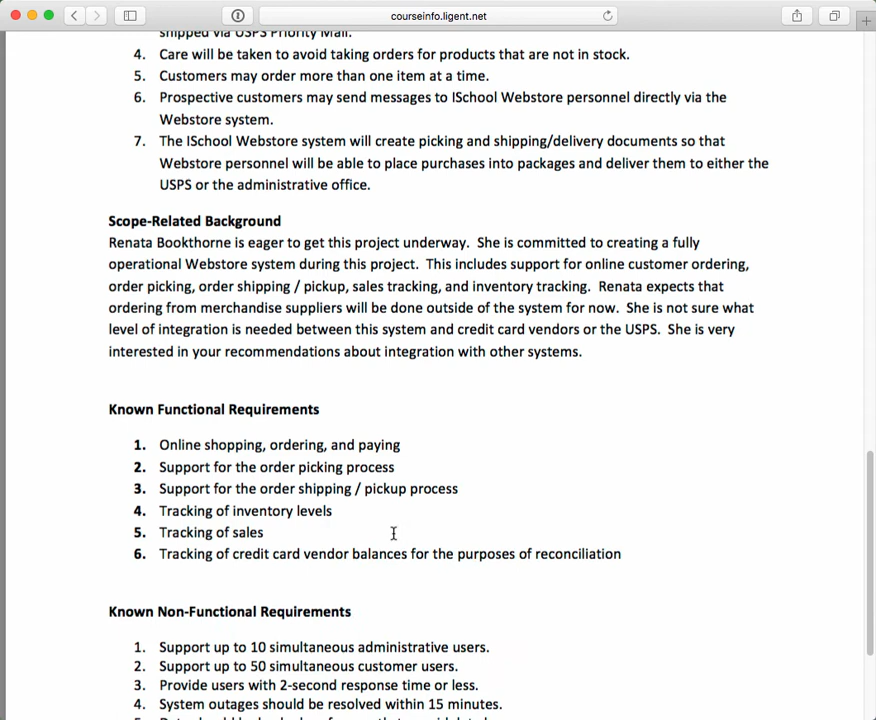 courseinfo.ligent.net
shipped via USPS Priority Mail.
4. Care will be taken to avoid taking orders for products that are not in stock.
5. Customers may order more than one item at a time.
6. Prospective customers may send messages to ISchool Webstore personnel directly via the
Webstore system.
7. The ISchool Webstore system will create picking and shipping/delivery documents so that
Webstore personnel will be able to place purchases into packages and deliver them to either the
USPS or the administrative office.
Scope-Related Background
Renata Bookthorne is eager to get this project underway. She is committed to creating a fully
operational Webstore system during this project. This includes support for online customer ordering,
order picking, order shipping / pickup, sales tracking, and inventory tracking. Renata expects that
ordering from merchandise suppliers will be done outside of the system for now. She is not sure what
level of integration is needed between this system and credit card vendors or the USPS. She is very
interested in your recommendations about integration with other systems.
Known Functional Requirements
1. Online shopping, ordering, and paying
2. Support for the order picking process
3. Support for the order shipping / pickup process
4. Tracking of inventory levels
5. Tracking of sales
6. Tracking of credit card vendor balances for the purposes of reconciliation
Known Non-Functional Requirements
1. Support up to 10 simultaneous administrative users.
2. Support up to 50 simultaneous customer users.
3. Provide users with 2-second response time or less.
4. System outages should be resolved within 15 minutes.